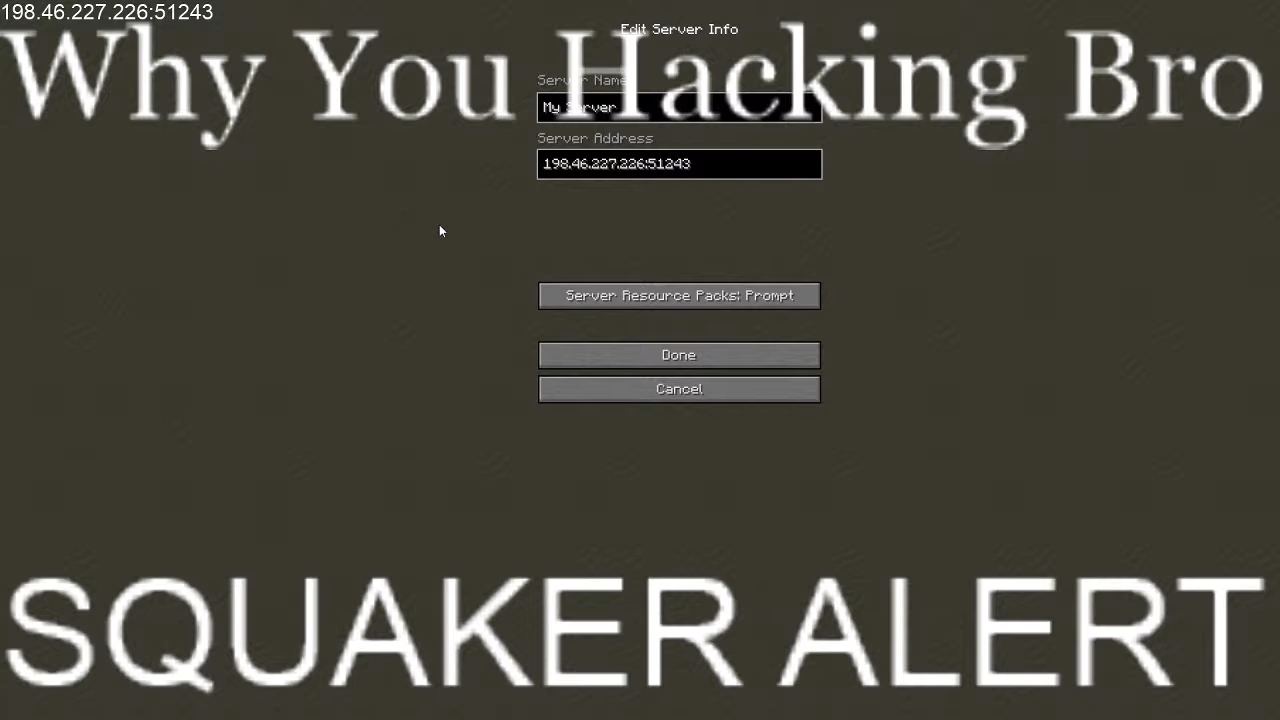 198.46.227.226:51243
Edit Server Info
Why You Hacking Bro
Server Name
My Server
Server Address
198.46.227.226:51243
Server Resource Packs: Prompt
Done
Cancel
SQUAKER ALERT